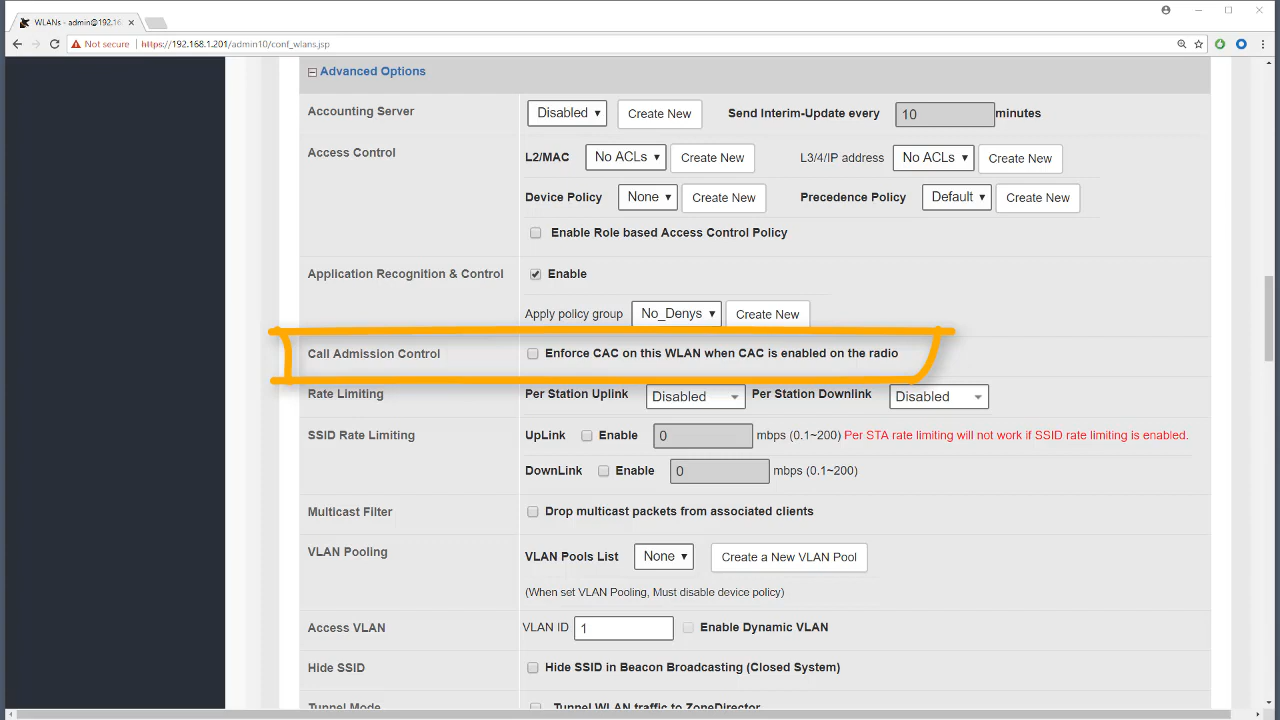 WLANs - admin@192.16
Not secure https://192.168.1.201/admin10/conf_wlans.jsp
Advanced Options
Accounting Server Disabled Create New Send Interim-Update every 10 minutes
Access Control L2/MAC No ACLs Create New L3/4/IP address No ACLs Create New
Device Policy None Create New Precedence Policy Default Create New
Enable Role based Access Control Policy
Application Recognition & Control Enable
Apply policy group No_Denys Create New
Call Admission Control Enforce CAC on this WLAN when CAC is enabled on the radio
Rate Limiting Per Station Uplink Disabled Per Station Downlink Disabled
SSID Rate Limiting UpLink Enable 0 mbps (0.1~200) Per STA rate limiting will not work if SSID rate limiting is enabled.
DownLink Enable 0 mbps (0.1~200)
Multicast Filter Drop multicast packets from associated clients
VLAN Pooling VLAN Pools List None Create a New VLAN Pool
(When set VLAN Pooling, Must disable device policy)
Access VLAN VLAN ID 1 Enable Dynamic VLAN
Hide SSID Hide SSID in Beacon Broadcasting (Closed System)
Tunnel Mode Tunnel WLAN traffic to ZoneDirector